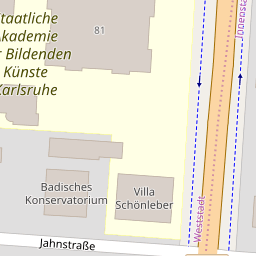 Staatliche
Akademie
der Bildenden
Künste
Karlsruhe
81
Badisches
Konservatorium
Villa
Schönleber
Jahnstraße
Weststadt